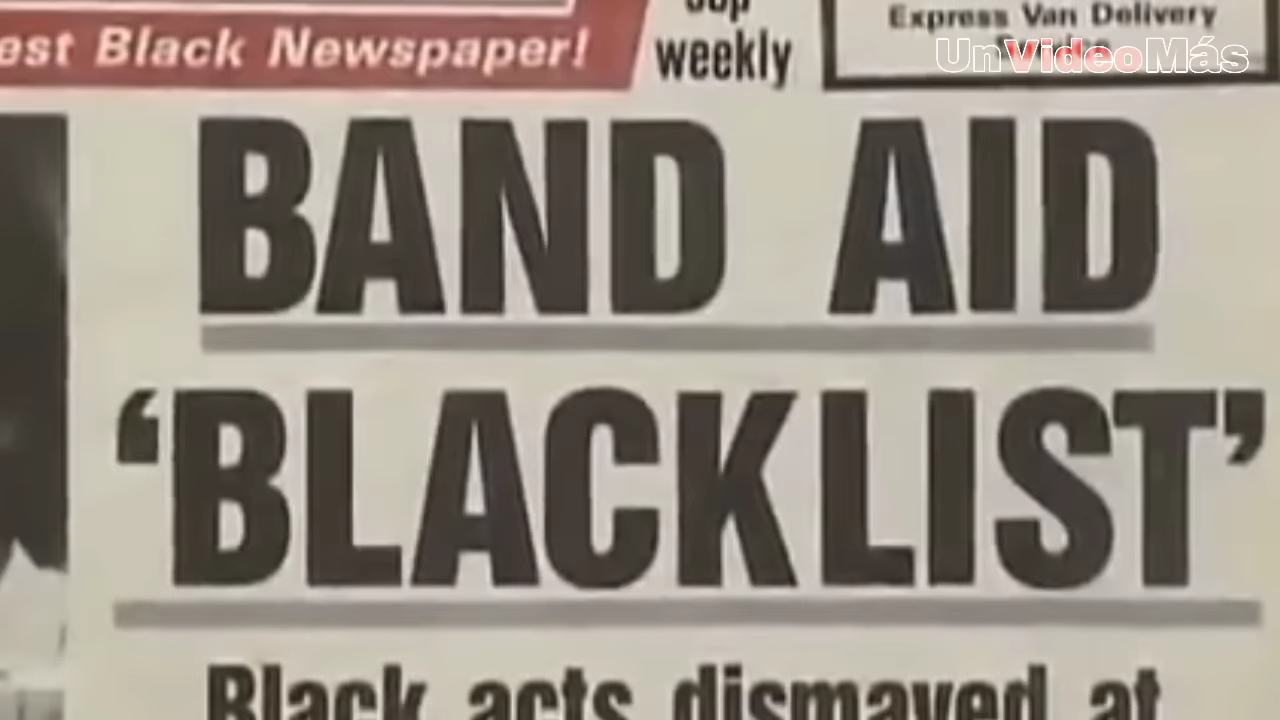 est Black Newspaper!
weekly
Express Van Delivery
UnVideoMás
BAND AID
‘BLACKLIST’
Black acts dismayed at